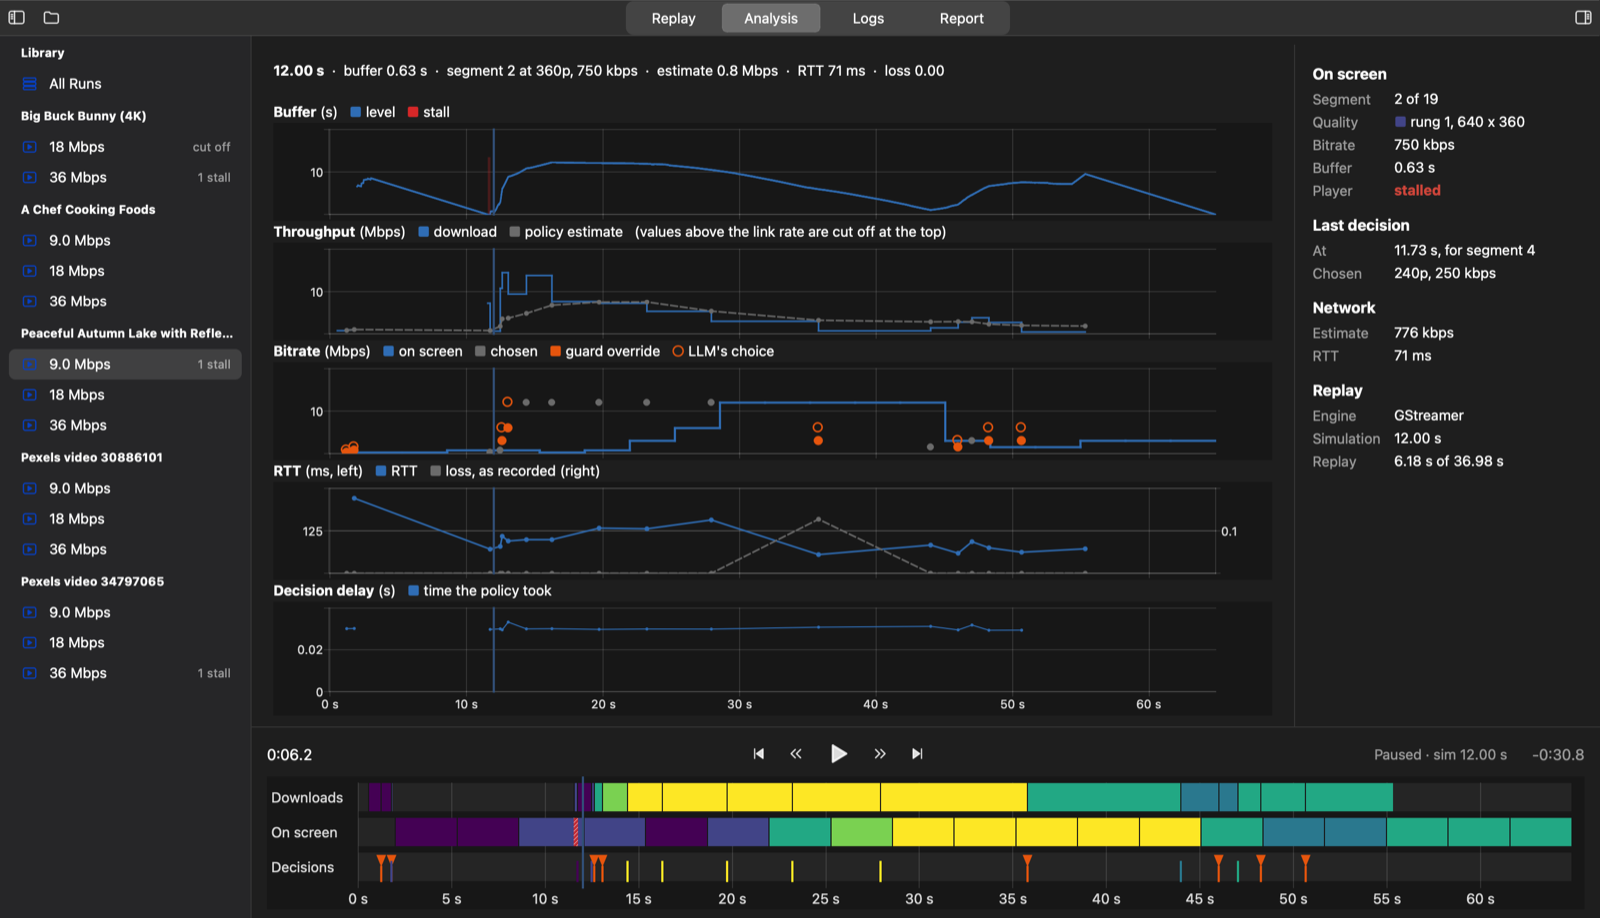 Replay Analysis Logs Report
Library
All Runs
Big Buck Bunny (4K)
18 Mbps cut off
36 Mbps 1 stall
A Chef Cooking Foods
9.0 Mbps
18 Mbps
36 Mbps
Peaceful Autumn Lake with Refle...
9.0 Mbps 1 stall
18 Mbps
36 Mbps
Pexels video 30886101
9.0 Mbps
18 Mbps
36 Mbps
Pexels video 34797065
9.0 Mbps
18 Mbps
36 Mbps 1 stall
12.00 s · buffer 0.63 s · segment 2 at 360p, 750 kbps · estimate 0.8 Mbps · RTT 71 ms · loss 0.00
Buffer (s) level stall
10
Throughput (Mbps) download policy estimate (values above the link rate are cut off at the top)
10
Bitrate (Mbps) on screen chosen guard override LLM's choice
10
RTT (ms, left) RTT loss, as recorded (right)
125 0.1
Decision delay (s) time the policy took
0.02
0
0 s 10 s 20 s 30 s 40 s 50 s 60 s
On screen
Segment 2 of 19
Quality rung 1, 640 x 360
Bitrate 750 kbps
Buffer 0.63 s
Player stalled
Last decision
At 11.73 s, for segment 4
Chosen 240p, 250 kbps
Network
Estimate 776 kbps
RTT 71 ms
Replay
Engine GStreamer
Simulation 12.00 s
Replay 6.18 s of 36.98 s
0:06.2 Paused · sim 12.00 s -0:30.8
Downloads
On screen
Decisions
0 s 5 s 10 s 15 s 20 s 25 s 30 s 35 s 40 s 45 s 50 s 55 s 60 s